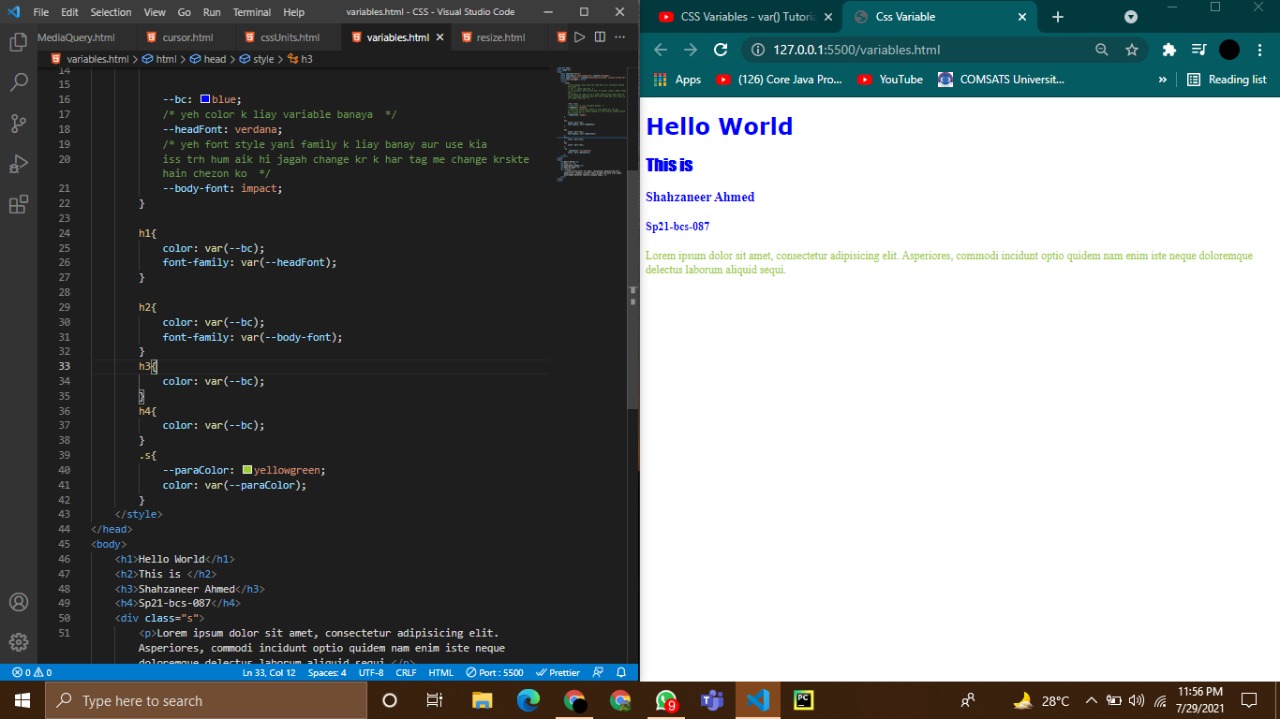 File Edit Selection View Go Run Terminal Help variables.html - CSS - Visual Studio Code
MediaQuery.html cursor.html cssUnits.html variables.html resize.html
variables.html > html > head > style > h3
14
15
16 --bc: blue;
17 /* yeh color k liay variable banaya */
18 --headFont: verdana;
19 /* yeh font style yani family k liay banay aur use kia
20 iss trh hum aik hi jagah change kr k har tag me change krskte
hain chezon ko */
21 --body-font: impact;
22 }
23
24 h1{
25 color: var(--bc);
26 font-family: var(--headFont);
27 }
28
29 h2{
30 color: var(--bc);
31 font-family: var(--body-font);
32 }
33 h3{
34 color: var(--bc);
35 }
36 h4{
37 color: var(--bc);
38 }
39 .s{
40 --paraColor: yellowgreen;
41 color: var(--paraColor);
42 }
43 </style>
44 </head>
45 <body>
46 <h1>Hello World</h1>
47 <h2>This is </h2>
48 <h3>Shahzaneer Ahmed</h3>
49 <h4>Sp21-bcs-087</h4>
50 <div class="s">
51 <p>Lorem ipsum dolor sit amet, consectetur adipisicing elit.
Asperiores, commodi incidunt optio quidem nam enim iste neque
doloremque delectus laborum aliquid sequi.</p>
0 0 Ln 33, Col 12 Spaces: 4 UTF-8 CRLF HTML Port : 5500 Prettier
CSS Variables - var() Tutoria Css Variable
127.0.0.1:5500/variables.html
Apps (126) Core Java Pro... YouTube COMSATS Universit... » Reading list
Hello World
This is
Shahzaneer Ahmed
Sp21-bcs-087
Lorem ipsum dolor sit amet, consectetur adipisicing elit. Asperiores, commodi incidunt optio quidem nam enim iste neque doloremque
delectus laborum aliquid sequi.
Type here to search
9
PC
28°C
11:56 PM
7/29/2021